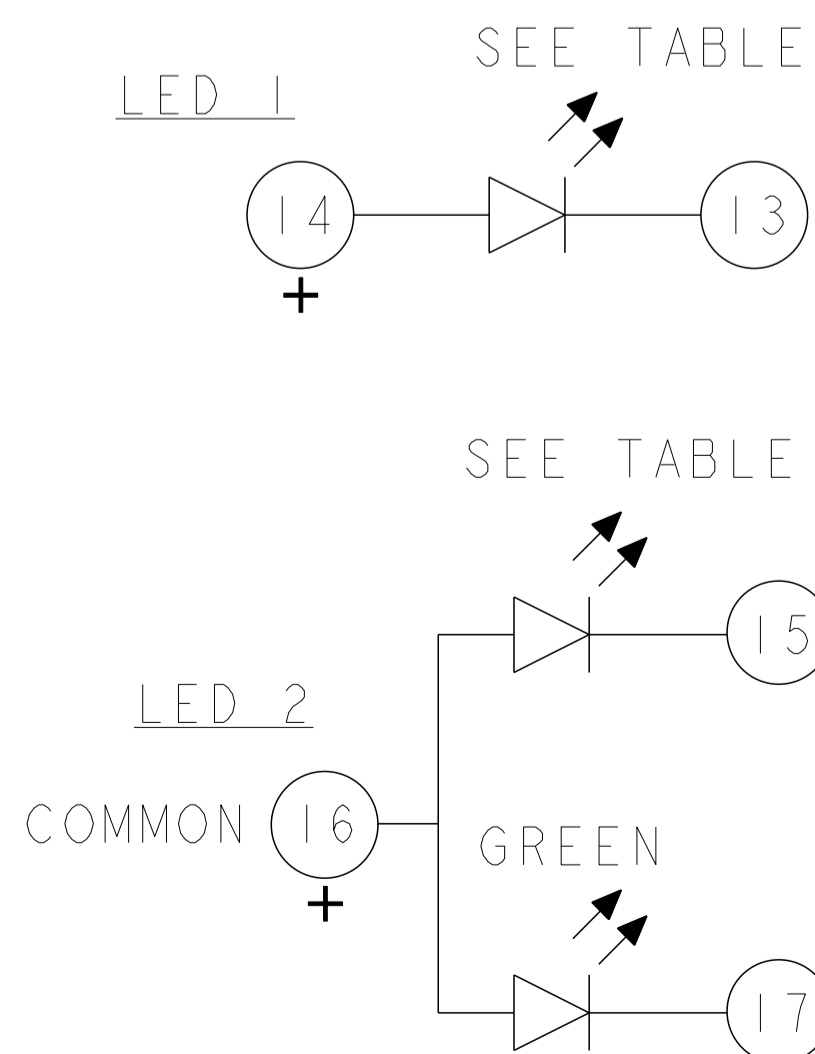 SEE TABLE
LED 1
14
13
+
SEE TABLE
15
LED 2
COMMON 16
+
GREEN
17